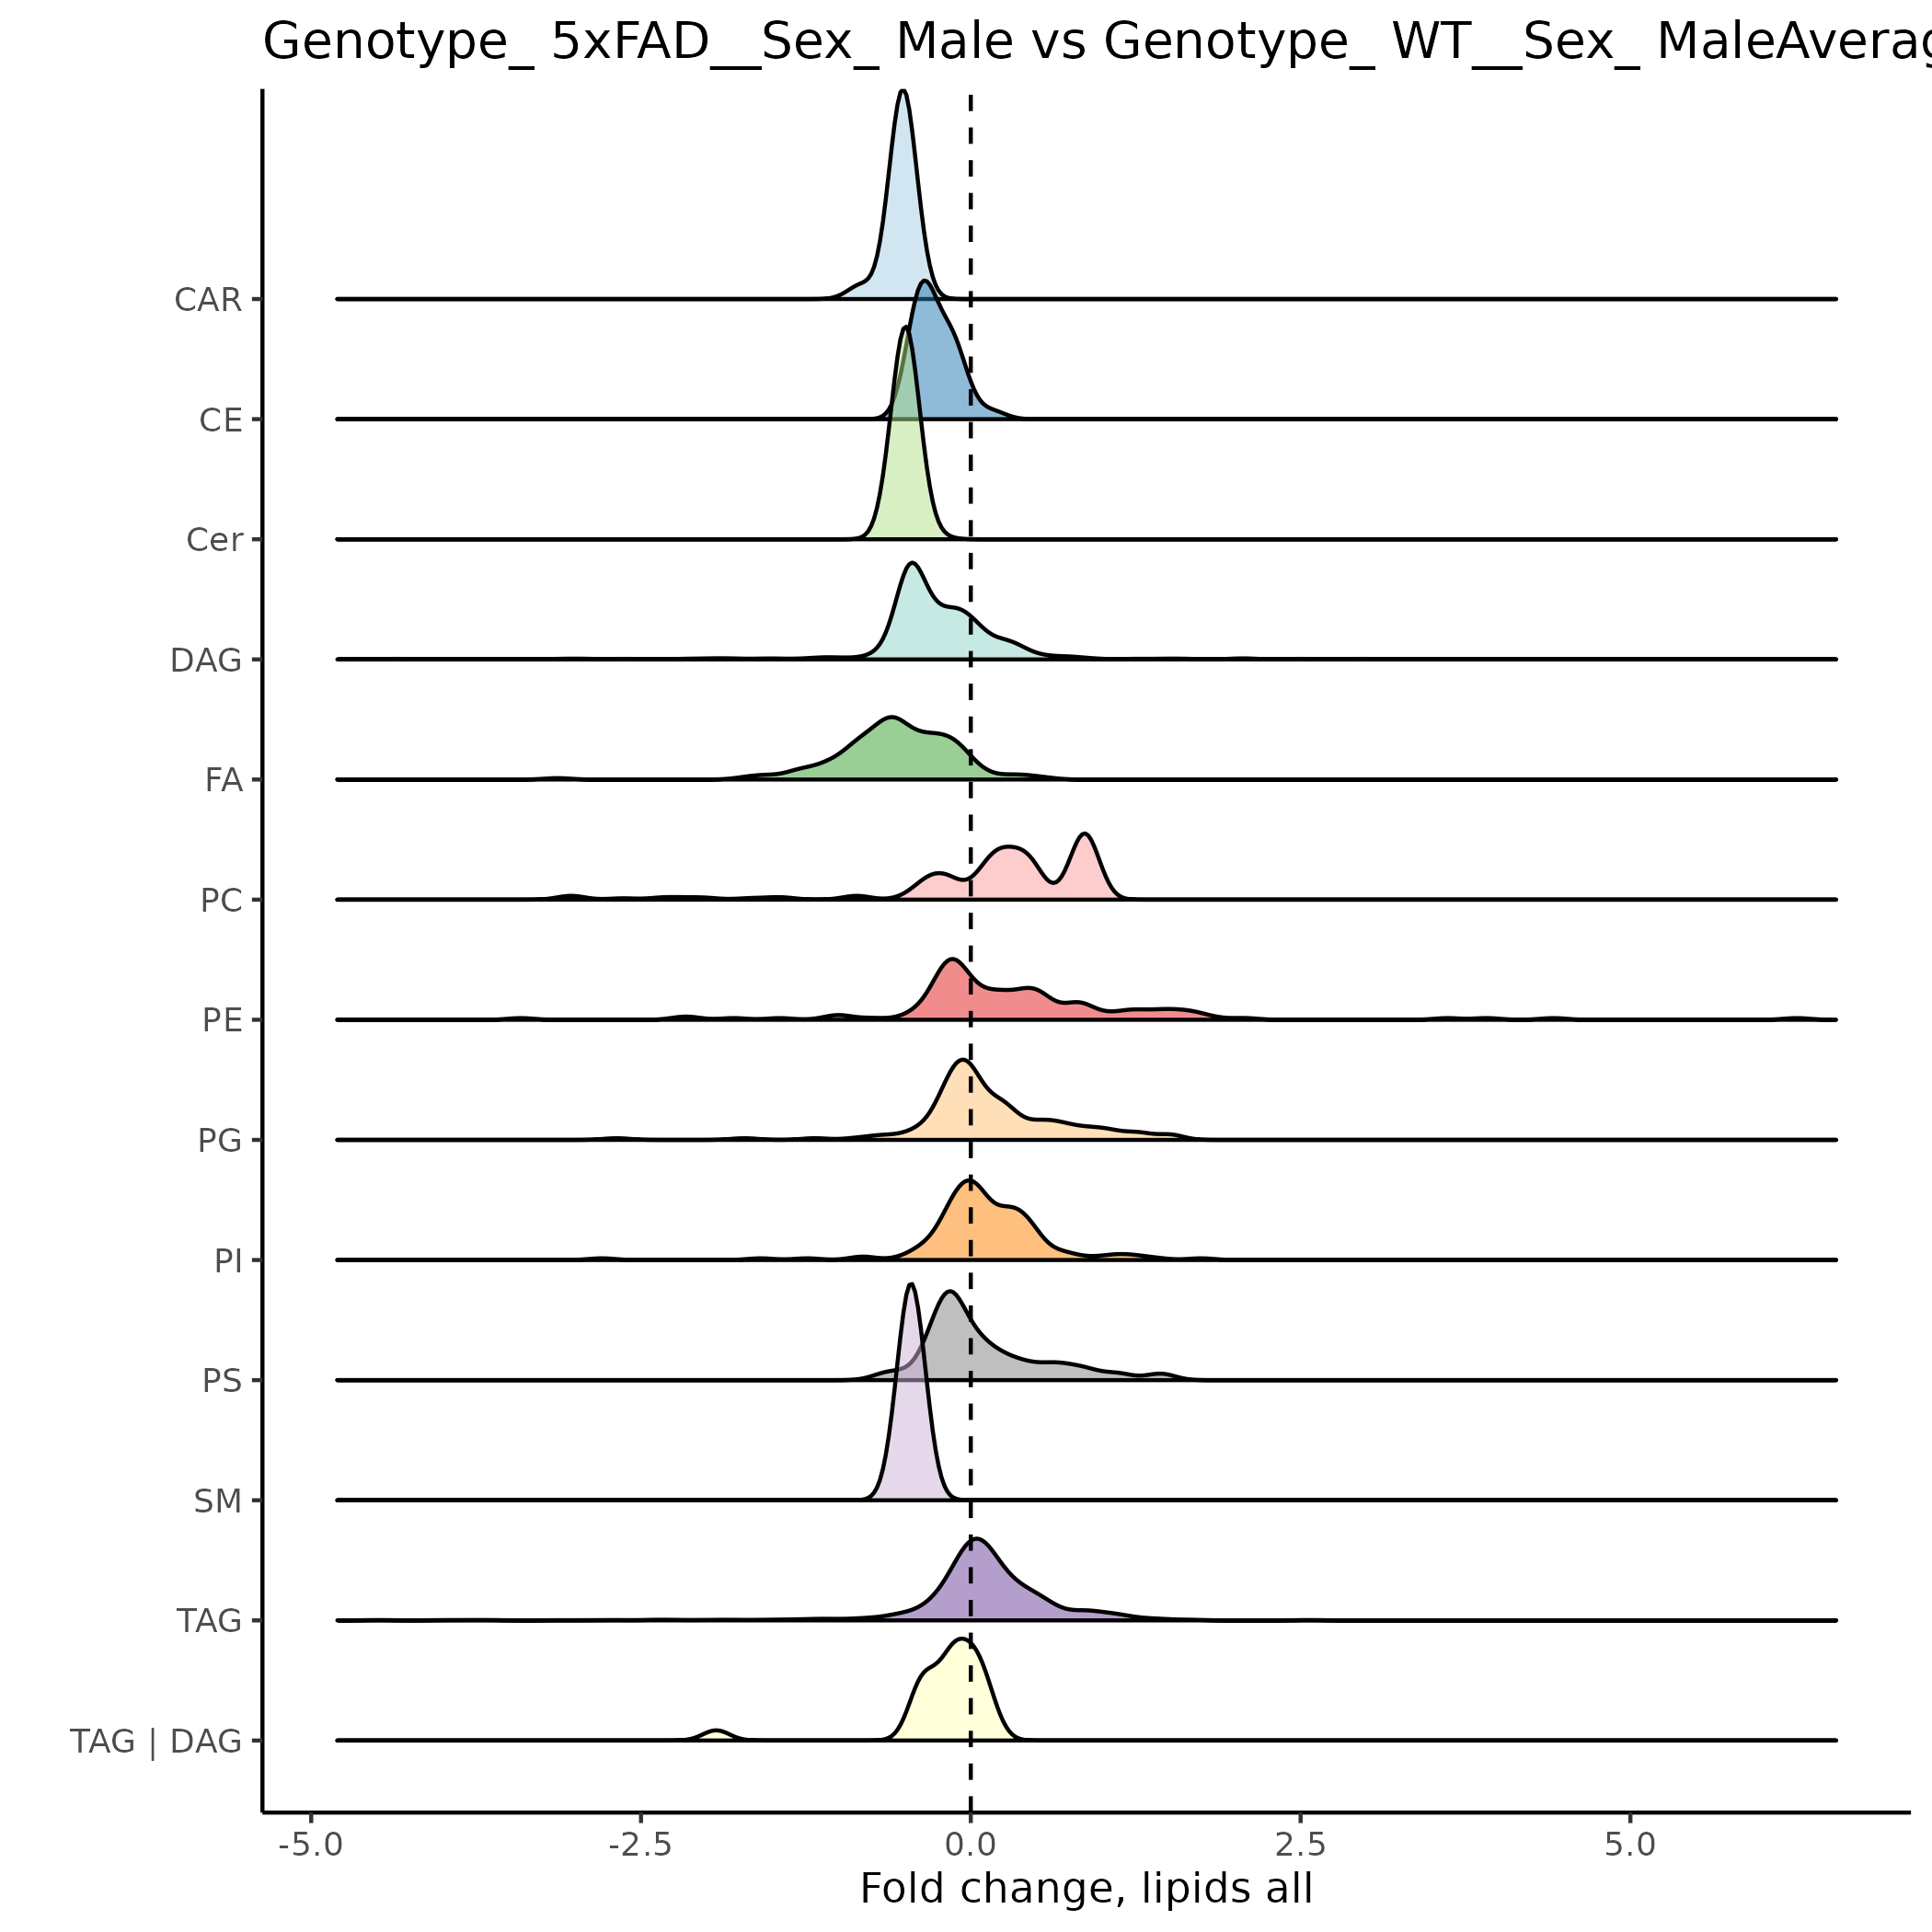 Genotype_ 5xFAD__Sex_ Male vs Genotype_ WT__Sex_ MaleAverag
CAR
CE
Cer
DAG
FA
PC
PE
PG
PI
PS
SM
TAG
TAG | DAG
-5.0 -2.5 0.0 2.5 5.0
Fold change, lipids all